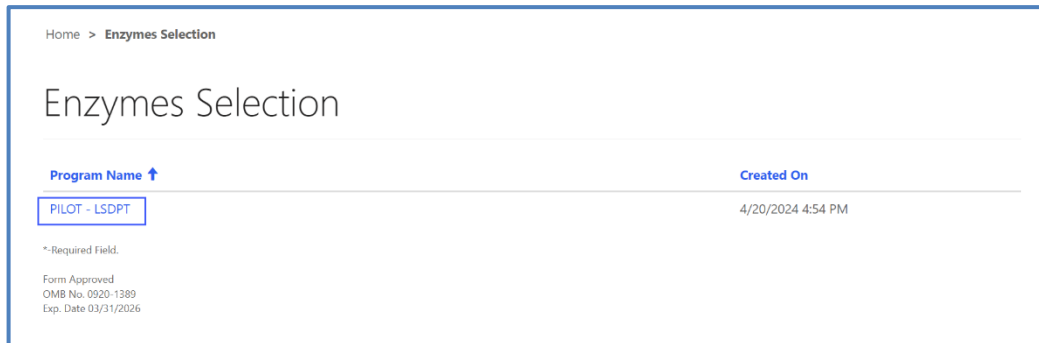 Home > Enzymes Selection
Enzymes Selection
Program Name ↑ Created On
PILOT - LSDPT 4/20/2024 4:54 PM
*-Required Field.
Form Approved
OMB No. 0920-1389
Exp. Date 03/31/2026